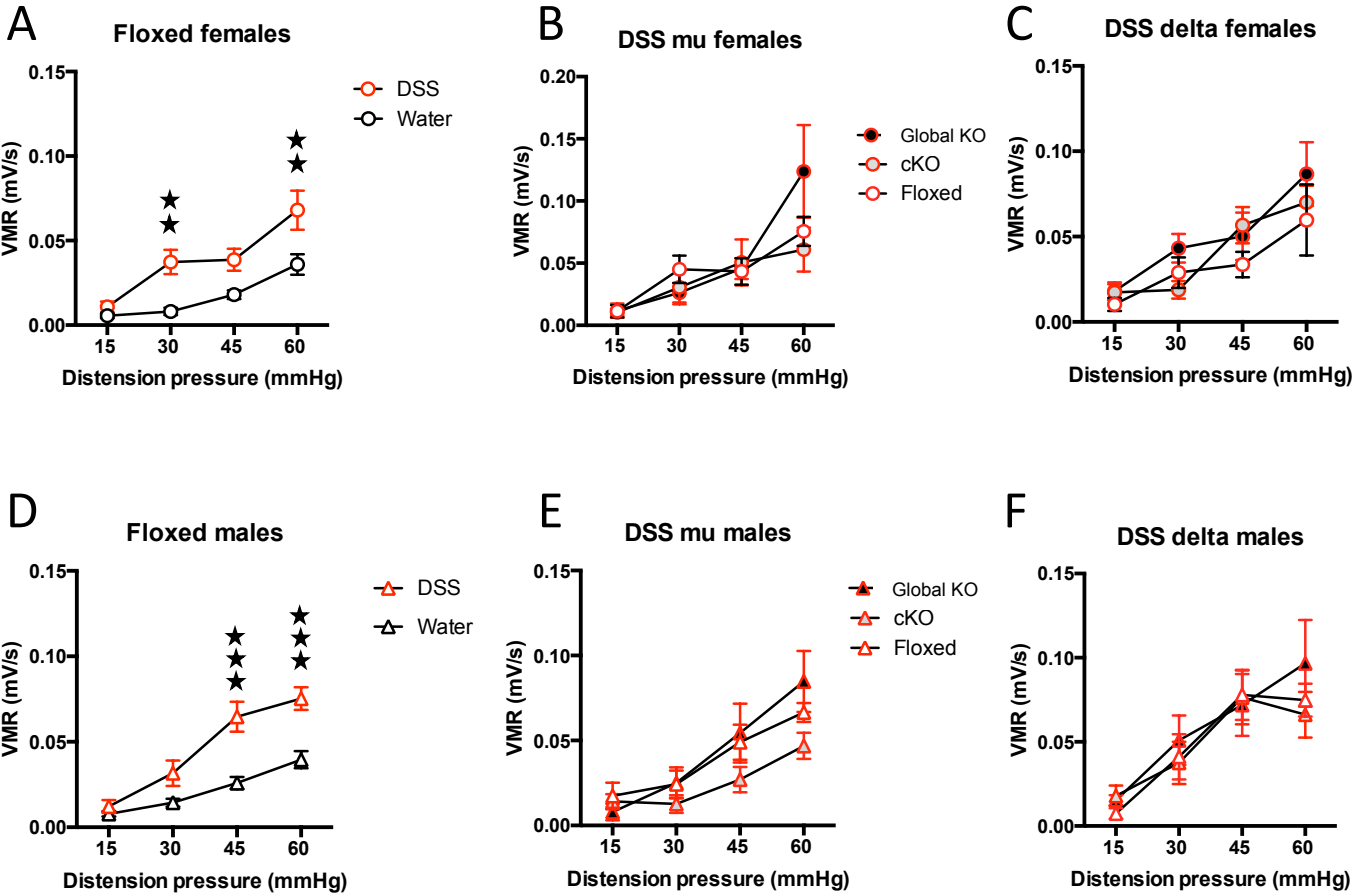 A
Floxed females
0.15
0.10
0.05
0.00
VMR (mV/s)
15 30 45 60
Distension pressure (mmHg)
DSS
Water
B
DSS mu females
0.20
0.15
0.10
0.05
0.00
VMR (mV/s)
15 30 45 60
Distension pressure (mmHg)
Global KO
cKO
Floxed
C
DSS delta females
0.15
0.10
0.05
0.00
VMR (mV/s)
15 30 45 60
Distension pressure (mmHg)
D
Floxed males
0.15
0.10
0.05
0.00
VMR (mV/s)
15 30 45 60
Distension pressure (mmHg)
DSS
Water
E
DSS mu males
0.15
0.10
0.05
0.00
VMR (mV/s)
15 30 45 60
Distension pressure (mmHg)
Global KO
cKO
Floxed
F
DSS delta males
0.15
0.10
0.05
0.00
VMR (mV/s)
15 30 45 60
Distension pressure (mmHg)